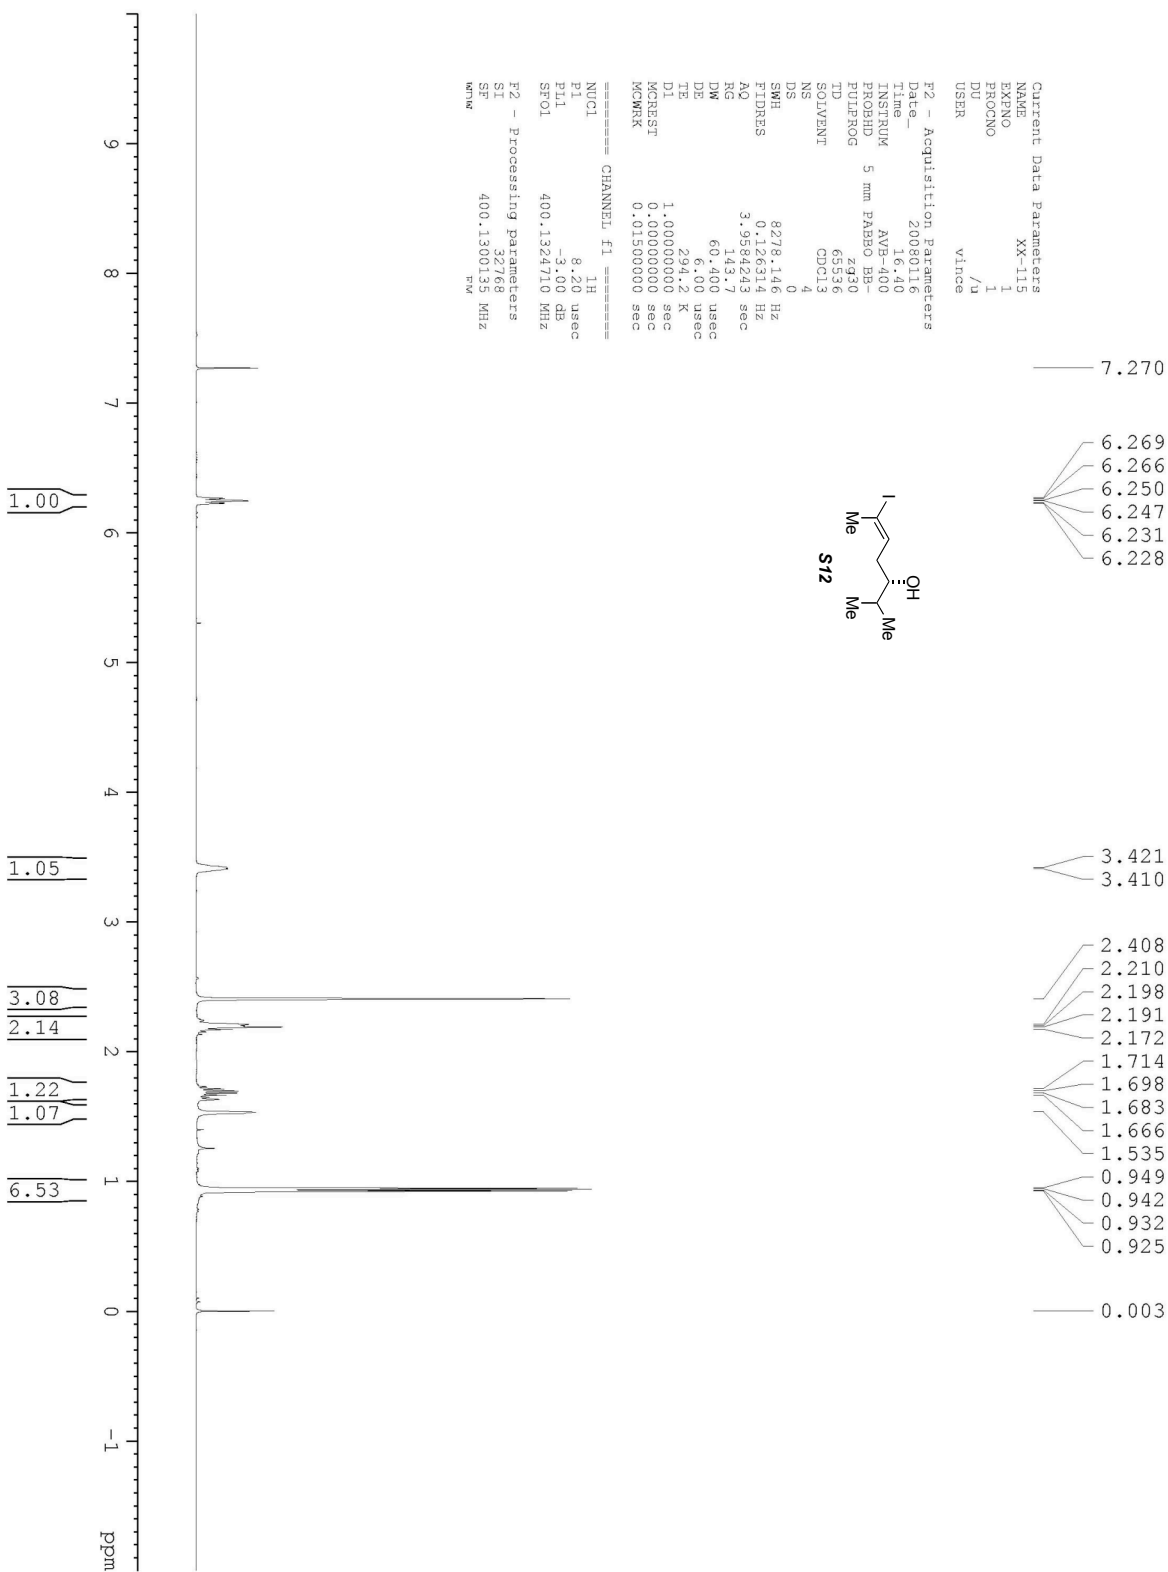 7.270
6.269
6.266
6.250
6.247
6.231
6.228
3.421
3.410
2.408
2.210
2.198
2.191
2.172
1.714
1.698
1.683
1.666
1.535
0.949
0.942
0.932
0.925
0.003
Current Data Parameters
NAME XX-115
EXPNO 1
PROCNO 1
DU /u
USER vince
F2 - Acquisition Parameters
Date_ 20080116
Time 16.40
INSTRUM AVB-400
PROBHD 5 mm PABBO BB-
PULPROG zg30
TD 65536
SOLVENT CDCl3
NS 4
DS 0
SWH 8278.146 Hz
FIDRES 0.126314 Hz
AQ 3.9584243 sec
RG 143.7
DW 60.400 usec
DE 6.00 usec
TE 294.2 K
D1 1.00000000 sec
MCREST 0.00000000 sec
MCWRK 0.01500000 sec
======== CHANNEL f1 ========
NUC1 1H
P1 8.20 usec
PL1 -3.00 dB
SFO1 400.1324710 MHz
F2 - Processing parameters
SI 32768
SF 400.1300135 MHz
OH
I
Me
Me
Me
S12
9 8 7 6 5 4 3 2 1 0 -1 ppm
1.00
1.05
3.08
2.14
1.22
1.07
6.53